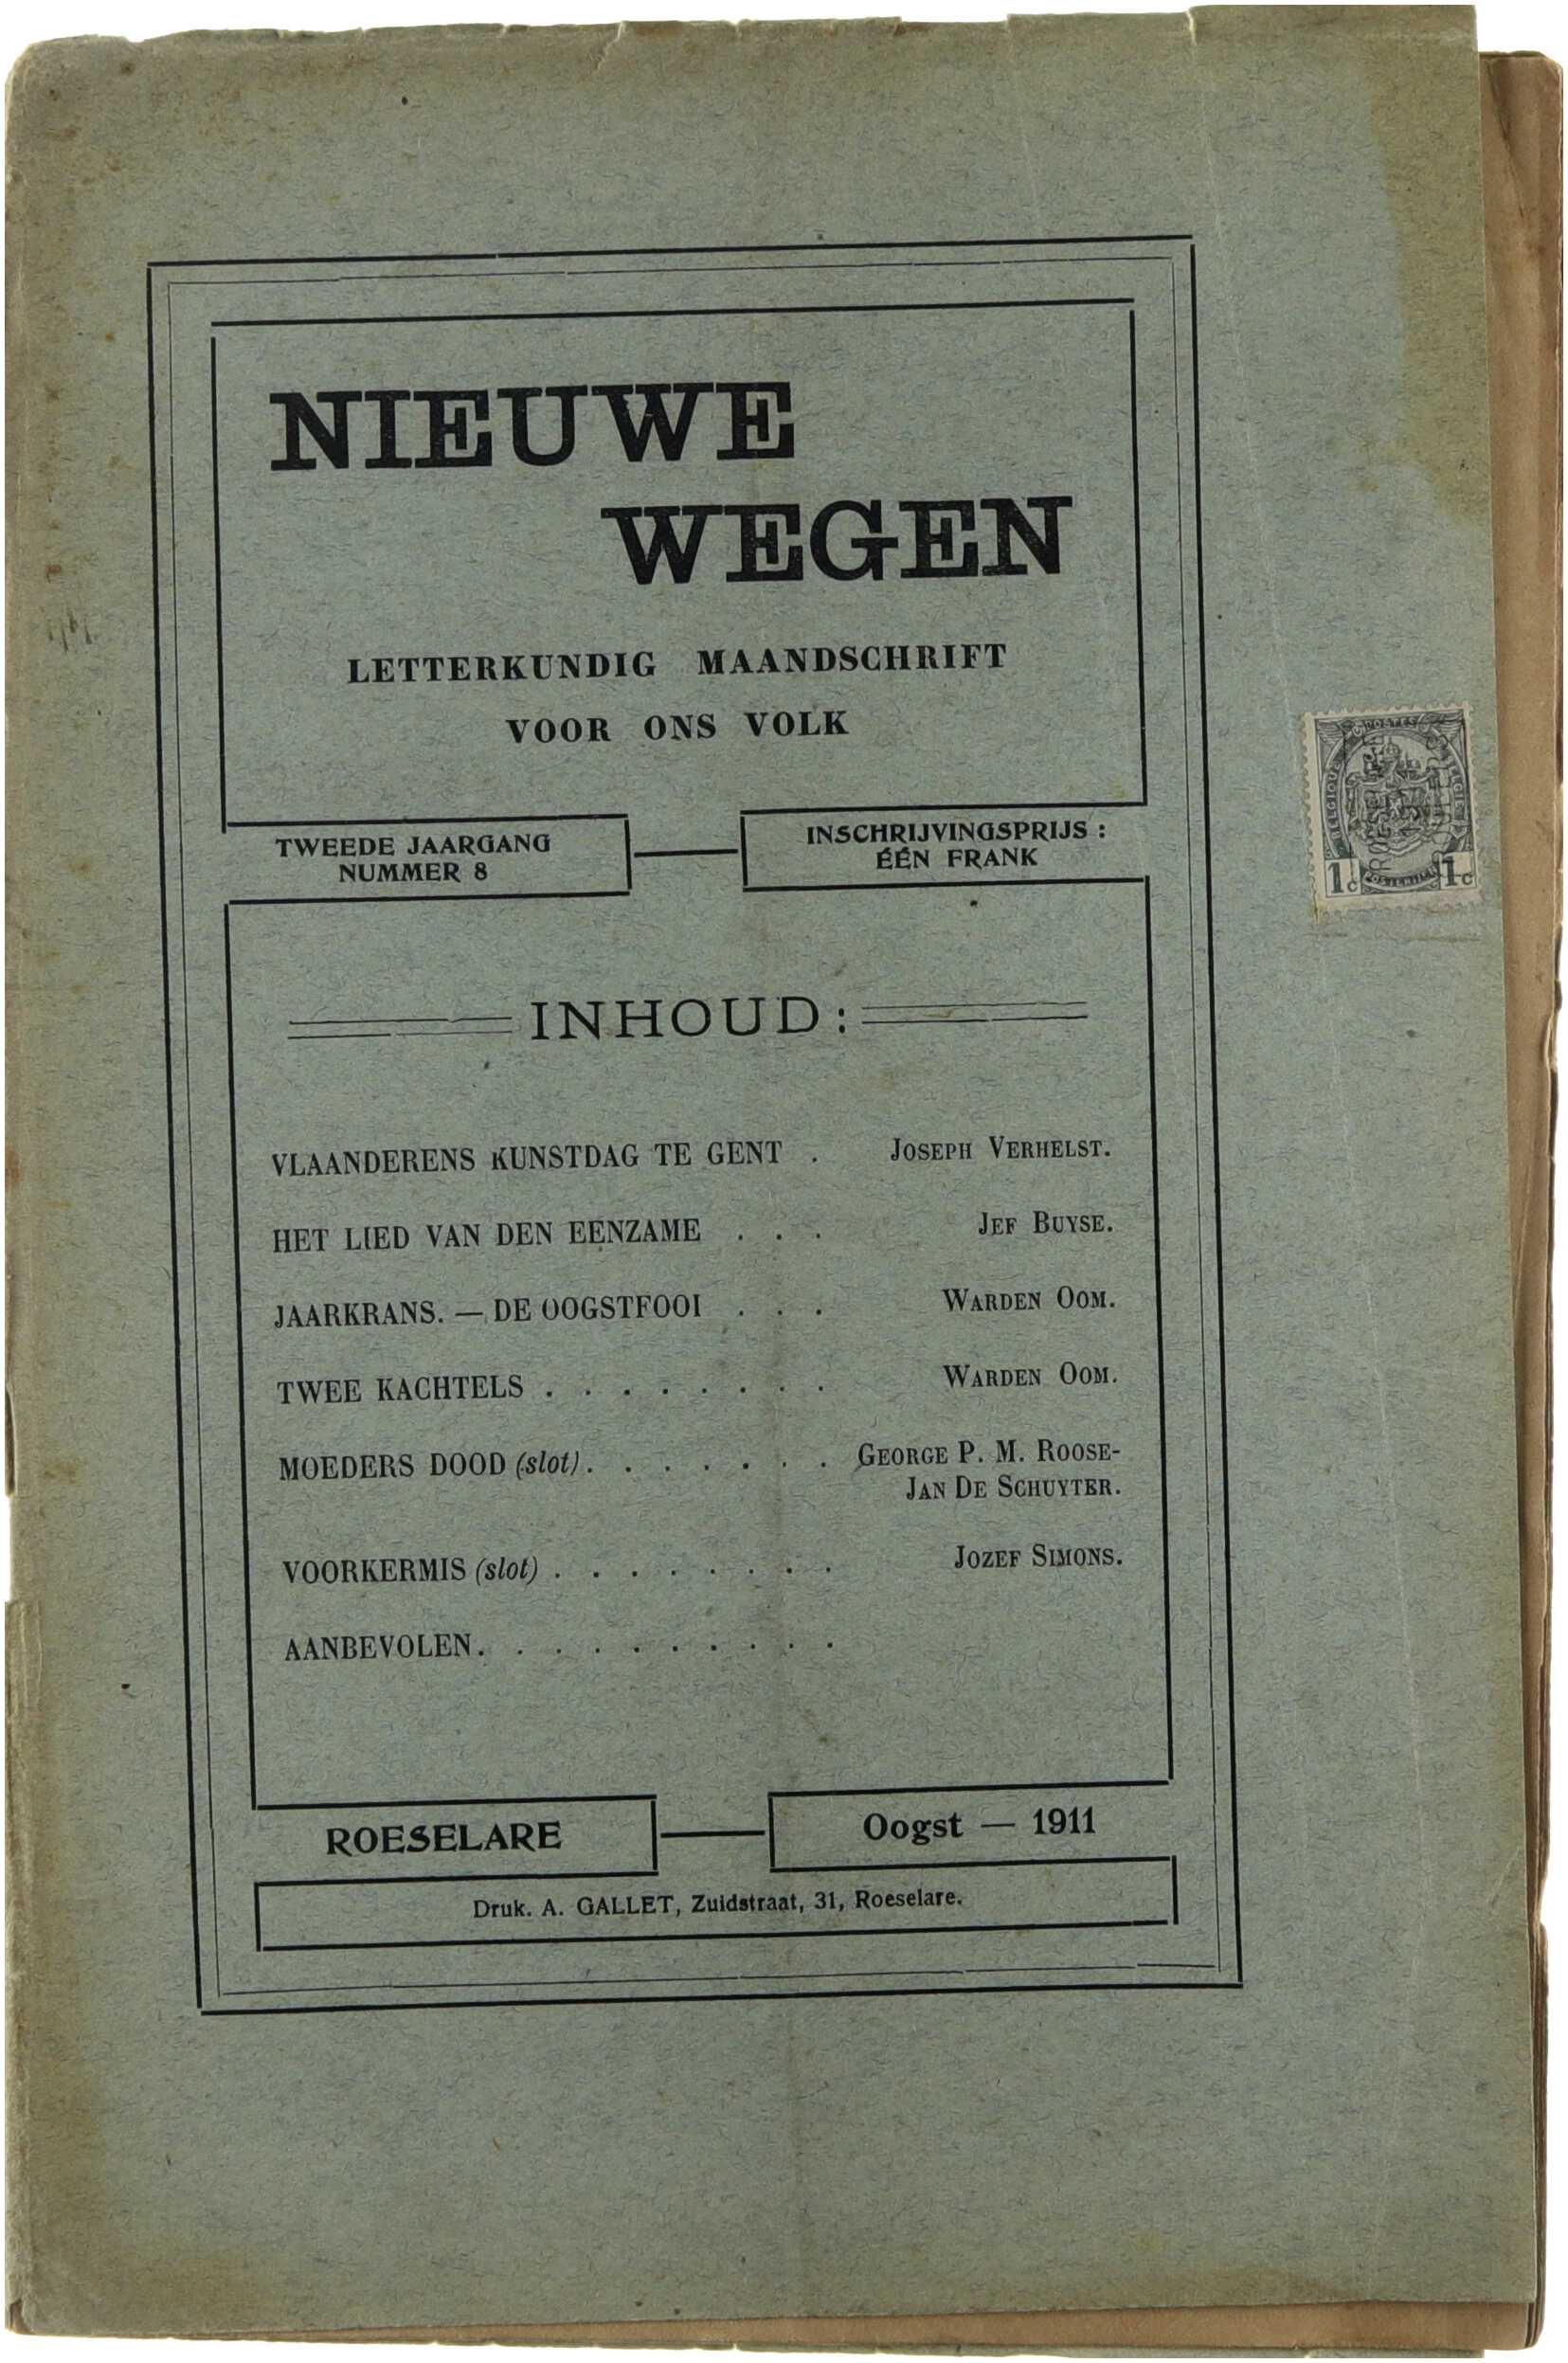 NIEUWE
WEGEN
LETTERKUNDIG MAANDSCHRIFT
VOOR ONS VOLK
TWEEDE JAARGANG
NUMMER 8
INSCHRIJVINGSPRIJS :
ÉÉN FRANK
INHOUD:
VLAANDERENS KUNSTDAG TE GENT . JOSEPH VERHELST.
HET LIED VAN DEN EENZAME . . . JEF BUYSE.
JAARKRANS. — DE OOGSTFOOI . . . WARDEN OOM.
TWEE KACHTELS . . . . . . . . WARDEN OOM.
MOEDERS DOOD (slot) . . . . . . . GEORGE P. M. ROOSE-
JAN DE SCHUYTER.
VOORKERMIS (slot) . . . . . . . . JOZEF SIMONS.
AANBEVOLEN. . . . . . . . . .
ROESELARE
Oogst — 1911
Druk. A. GALLET, Zuidstraat, 31, Roeselare.
POSTES
BELGIQUE
1c 1c